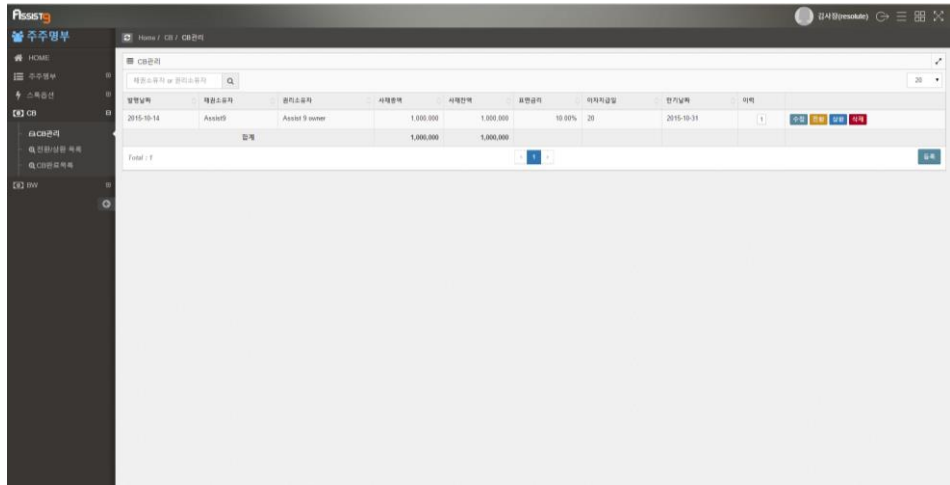 Assist9
김사장(resolute)
주주명부
Home / CB / CB관리
HOME
주주명부
스톡옵션
CB
CB관리
전환/상환 목록
CB완료목록
BW
CB관리
채권소유자 or 권리소유자
20
발행날짜 채권소유자 권리소유자 사채총액 사채잔액 표면금리 이자지급일 만기날짜 이력
2015-10-14 Assist9 Assist 9 owner 1,000,000 1,000,000 10.00% 20 2015-10-31 1 수정 전환 상환 삭제
합계 1,000,000 1,000,000
Total : 1
1
등록